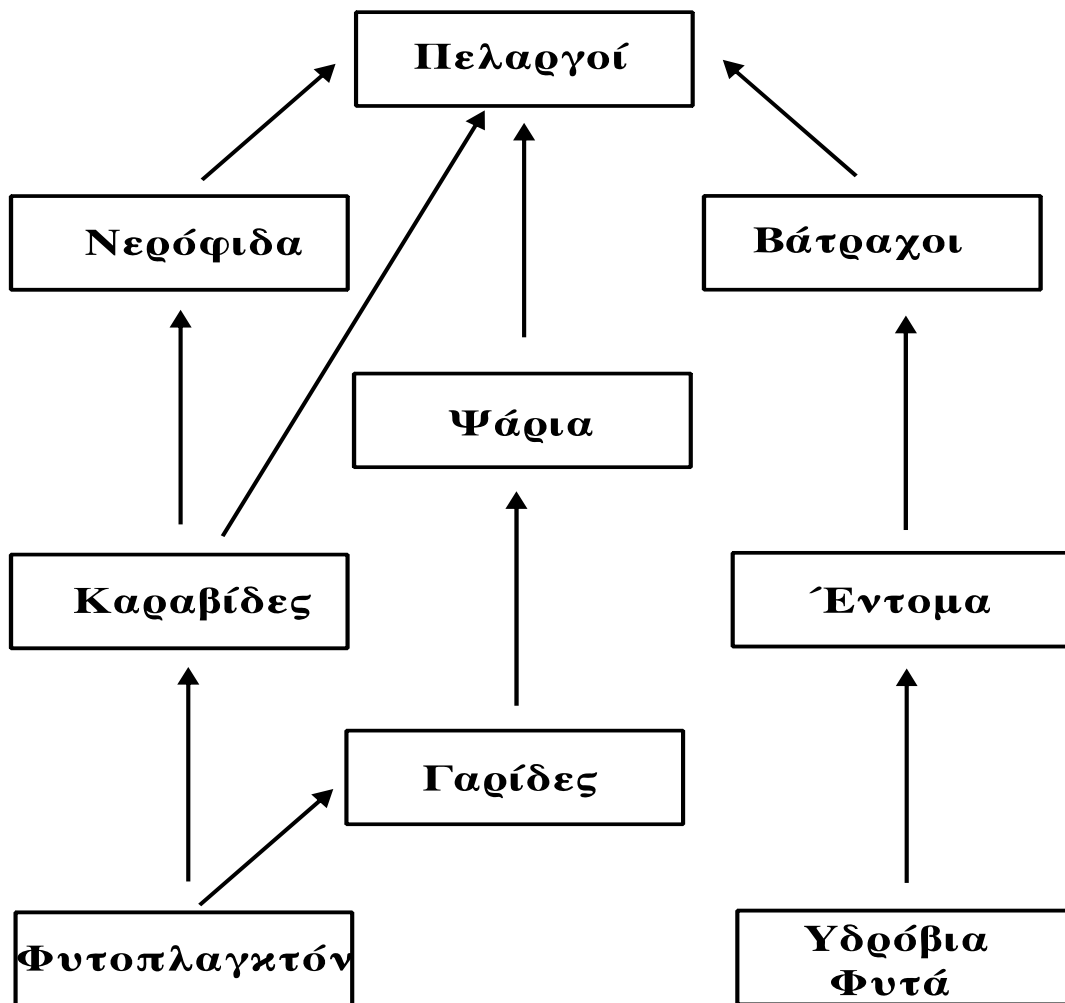 Πελαργοί
Νερόφιδα
Βάτραχοι
Ψάρια
Καραβίδες
Έντομα
Γαρίδες
Φυτοπλαγκτόν
Υδρόβια
Φυτά